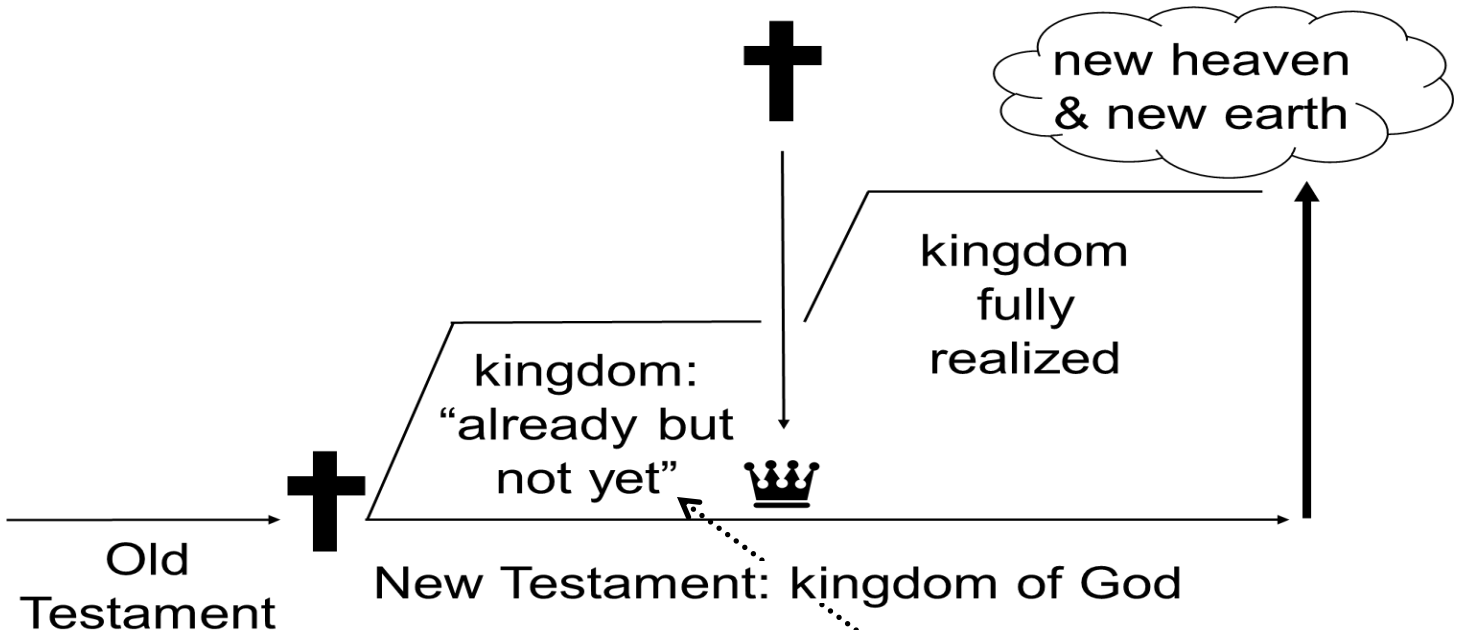 new heaven
& new earth
kingdom
fully
realized
kingdom:
“already but
not yet”
Old
Testament
New Testament: kingdom of God